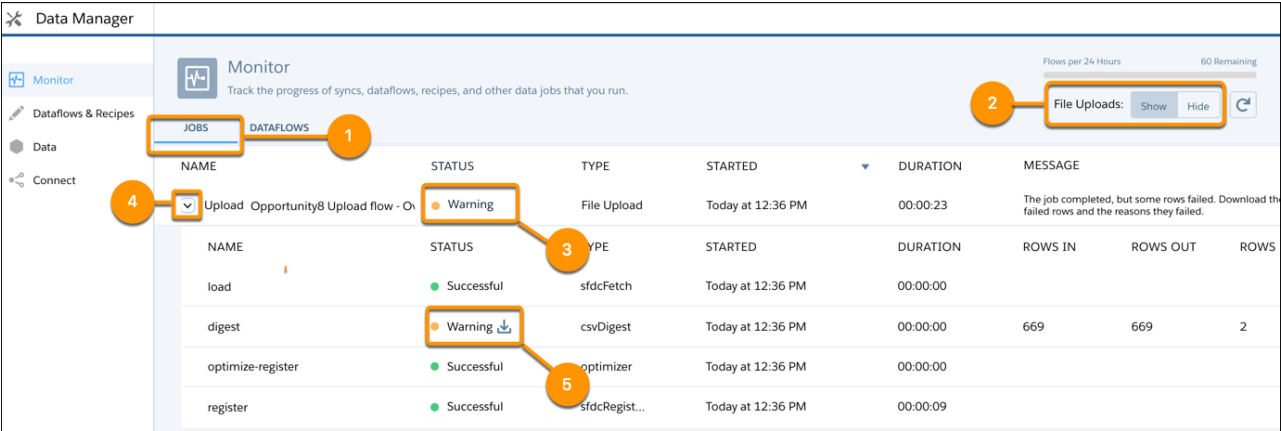 Data Manager
Monitor
Dataflows & Recipes
Data
Connect
Monitor
Track the progress of syncs, dataflows, recipes, and other data jobs that you run.
Flows per 24 Hours 60 Remaining
2 File Uploads: Show Hide
JOBS DATAFLOWS 1
NAME STATUS TYPE STARTED DURATION MESSAGE
4 Upload Opportunity8 Upload flow - Warning File Upload Today at 12:36 PM 00:00:23 The job completed, but some rows failed. Download the
failed rows and the reasons they failed.
3
NAME STATUS YPE STARTED DURATION ROWS IN ROWS OUT ROWS
load Successful sfdcFetch Today at 12:36 PM 00:00:00
digest Warning csvDigest Today at 12:36 PM 00:00:00 669 669 2
optimize-register Successful optimizer Today at 12:36 PM 00:00:00
5
register Successful sfdcRegist... Today at 12:36 PM 00:00:09